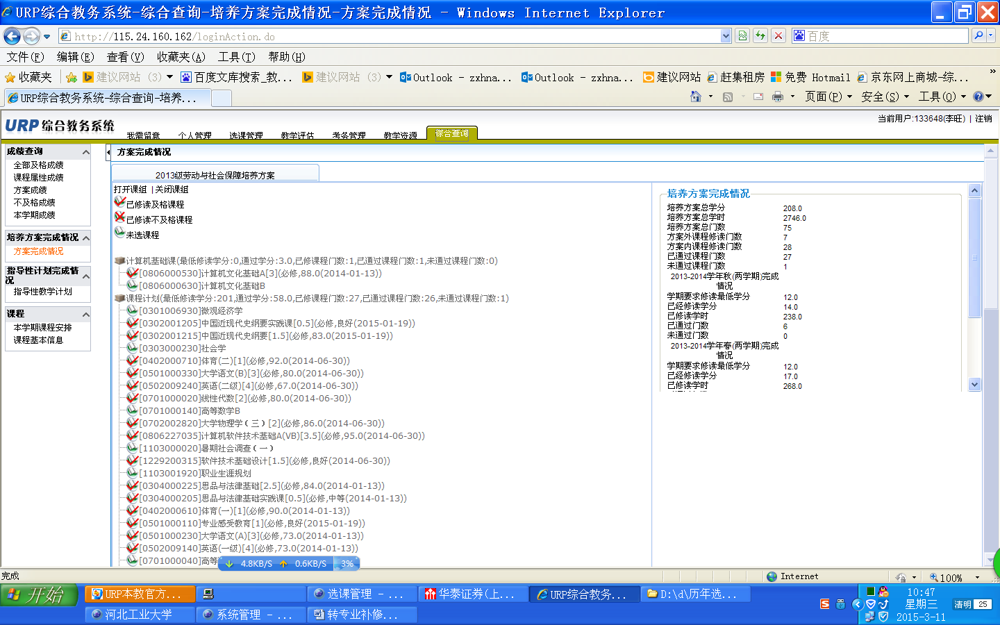 URP综合教务系统-综合查询-培养方案完成情况-方案完成情况 - Windows Internet Explorer
http://115.24.160.162/loginAction.do
百度
文件(F) 编辑(E) 查看(V) 收藏夹(A) 工具(T) 帮助(H)
收藏夹 建议网站 (3) 百度文库搜索_教... 建议网站 (3) Outlook - zxhna... Outlook - zxhna... 建议网站 赶集租房 免费 Hotmail 京东网上商城-综...
URP综合教务系统-综合查询-培养...
页面(P) 安全(S) 工具(O)
URP综合教务系统
我需留意 个人管理 选课管理 教学评估 考务管理 教学资源 综合查询
当前用户:133648(李旺) | 注销
成绩查询
全部及格成绩
课程属性成绩
方案成绩
不及格成绩
本学期成绩
培养方案完成情况
方案完成情况
指导性计划完成情况
指导性教学计划
课程
本学期课程安排
课程基本信息
方案完成情况
2013级劳动与社会保障培养方案
打开课组 | 关闭课组
已修读及格课程
已修读不及格课程
未选课程
计算机基础课(最低修读学分:0,通过学分:3.0,已修课程门数:1,已通过课程门数:1,未通过课程门数:0)
[0806000530]计算机文化基础A[3](必修,88.0(2014-01-13))
[0806000630]计算机文化基础B
课程计划(最低修读学分:201,通过学分:58.0,已修课程门数:27,已通过课程门数:26,未通过课程门数:1)
[0301006930]微观经济学
[0302001205]中国近现代史纲要实践课[0.5](必修,良好(2015-01-19))
[0302001215]中国近现代史纲要[1.5](必修,83.0(2015-01-19))
[0303000230]社会学
[0402000710]体育(二)[1](必修,92.0(2014-06-30))
[0501000330]大学语文(B)[3](必修,80.0(2014-06-30))
[0502009240]英语(二级)[4](必修,67.0(2014-06-30))
[0701000020]线性代数[2](必修,80.0(2014-06-30))
[0701000140]高等数学B
[0702002820]大学物理学（三）[2](必修,86.0(2014-06-30))
[0806227035]计算机软件技术基础A(VB)[3.5](必修,95.0(2014-06-30))
[1103000020]暑期社会调查（一）
[1229200315]软件技术基础设计[1.5](必修,良好(2014-06-30))
[1103001920]职业生涯规划
[0304000225]思品与法律基础[2.5](必修,84.0(2014-01-13))
[0304000205]思品与法律基础实践课[0.5](必修,中等(2014-01-13))
[0402000610]体育(一)[1](必修,90.0(2014-01-13))
[0501000110]专业感受教育[1](必修,良好(2015-01-19))
[0501000230]大学语文(A)[3](必修,73.0(2014-01-13))
[0502009140]英语(一级)[4](必修,73.0(2014-01-13))
[0701000040]高等
4.8KB/S 0.6KB/S 3%
培养方案完成情况
培养方案总学分 208.0
培养方案总学时 2746.0
培养方案总门数 75
方案外课程修读门数 7
方案内课程修读门数 28
已通过课程门数 27
未通过课程门数 1
2013-2014学年秋(两学期)完成
情况
学期要求修读最低学分 12.0
已经修读学分 14.0
已修读学时 238.0
已通过门数 6
未通过门数 0
2013-2014学年春(两学期)完成
情况
学期要求修读最低学分 12.0
已经修读学分 17.0
已修读学时 268.0
完成 Internet 100%
开始 URP本教官方... 选课管理 - ... 华泰证券(上... URP综合教务... D:\d\历年选...
河北工业大学 系统管理 - ... 转专业补修...
10:47
星期三
2015-3-11
清明 25